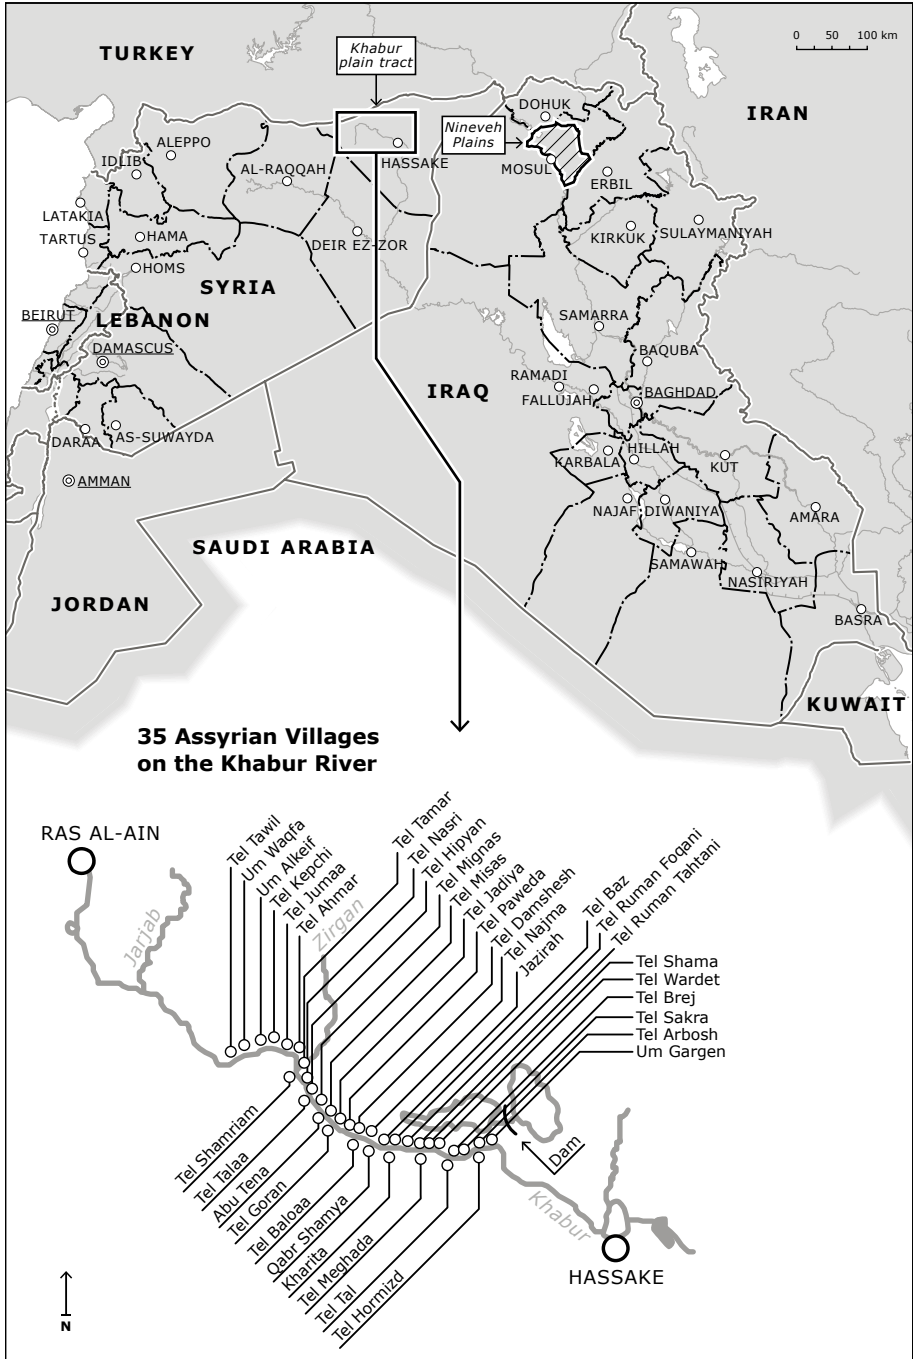 TURKEY
Khabur
plain tract
0 50 100 km
IRAN
DOHUK
Nineveh
Plains
ALEPPO
IDLIB
AL-RAQQAH
HASSAKE
MOSUL
ERBIL
LATAKIA
TARTUS
HAMA
DEIR EZ-ZOR
KIRKUK
SULAYMANIYAH
HOMS
SYRIA
BEIRUT
LEBANON
SAMARRA
DAMASCUS
BAQUBA
RAMADI
IRAQ
FALLUJAH
BAGHDAD
DARAA
AS-SUWAYDA
HILLAH
KARBALA
KUT
AMMAN
NAJAF
DIWANIYA
AMARA
SAUDI ARABIA
SAMAWAH
NASIRIYAH
JORDAN
BASRA
KUWAIT
35 Assyrian Villages
on the Khabur River
RAS AL-AIN
Jarjab
Zirgan
Tel Tawil
Um Waqfa
Um Alkeif
Tel Kepchi
Tel Jumaa
Tel Ahmar
Tel Tamar
Tel Nasri
Tel Hipyan
Tel Mignas
Tel Misas
Tel Jadiya
Tel Paweda
Tel Damshesh
Tel Najma
Jazirah
Tel Baz
Tel Ruman Foqani
Tel Ruman Tahtani
Tel Shama
Tel Wardet
Tel Brej
Tel Sakra
Tel Arbosh
Um Gargen
Tel Shamriam
Tel Talaa
Abu Tena
Tel Goran
Tel Baloaa
Qabr Shamya
Kharita
Tel Meghada
Tel Tal
Tel Hormizd
Dam
Khabur
HASSAKE
N